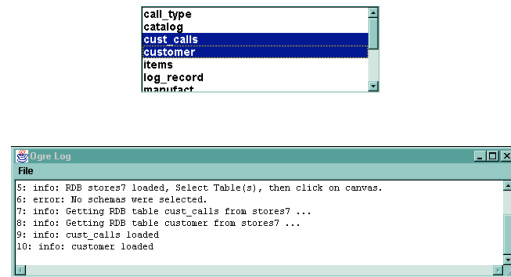 call_type
catalog
cust_calls
customer
items
log_record
manufact
Ogre Log
File
5: info: RDB stores7 loaded, Select Table(s), then click on canvas.
6: error: No schemas were selected.
7: info: Getting RDB table cust_calls from stores7 ...
8: info: Getting RDB table customer from stores7 ...
9: info: cust_calls loaded
10: info: customer loaded